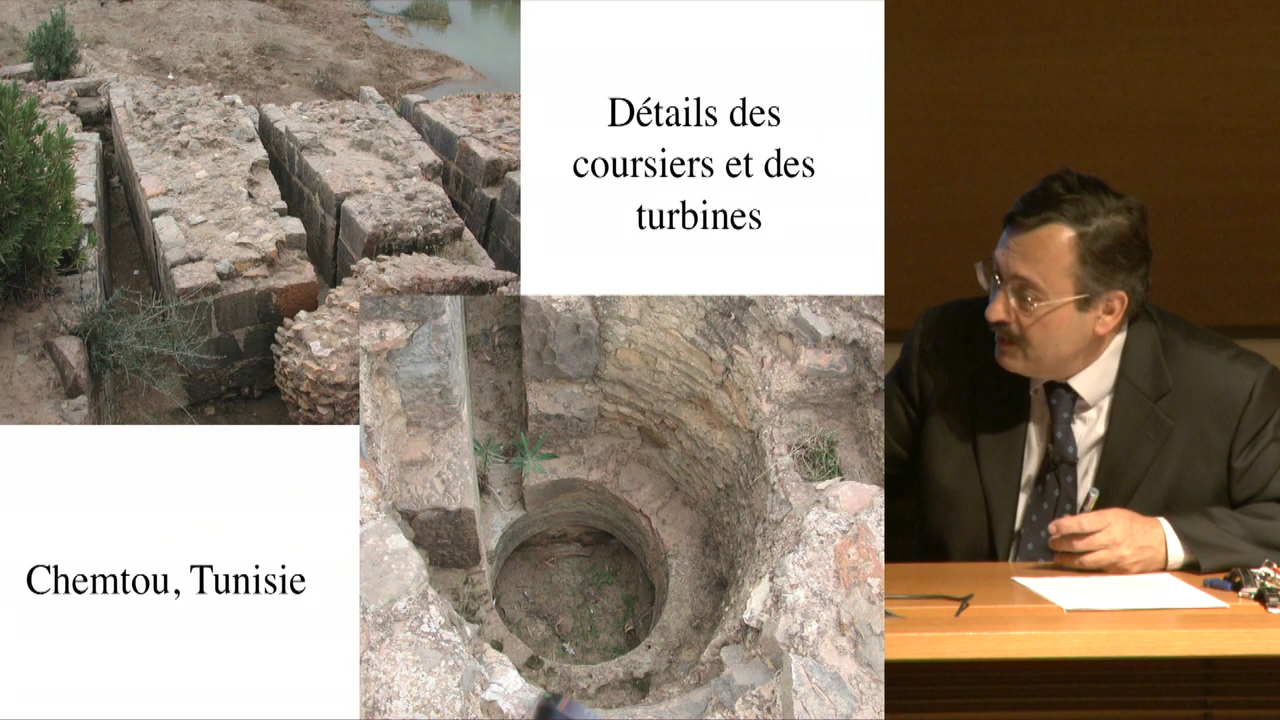 Détails des
coursiers et des
turbines
Chemtou, Tunisie